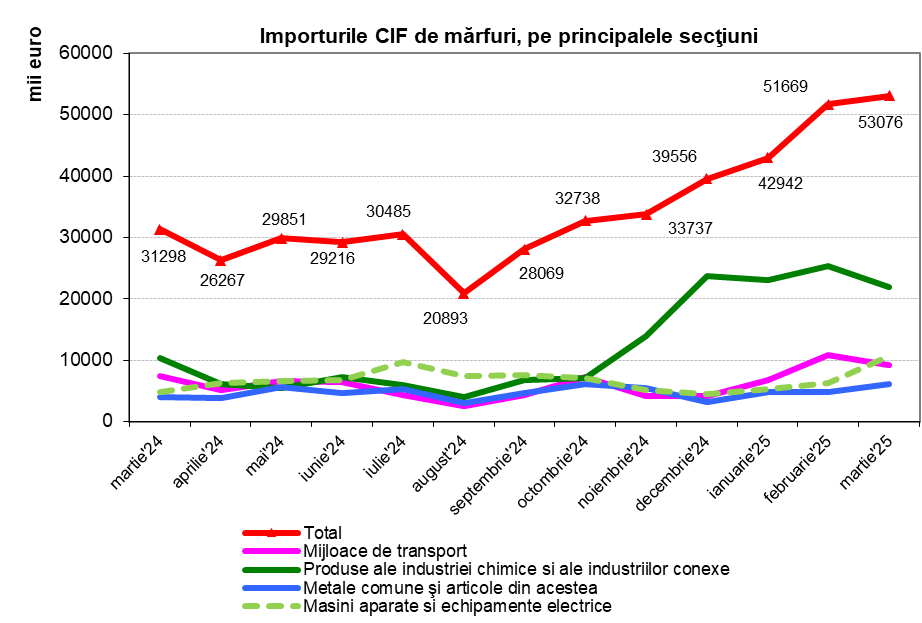 Importurile CIF de mărfuri, pe principalele secţiuni
mii euro
60000
50000
40000
30000
20000
10000
0
31298
26267
29851
29216
30485
20893
28069
32738
33737
39556
42942
51669
53076
martie'24
aprilie'24
mai'24
iunie'24
iulie'24
august'24
septembrie'24
octombrie'24
noiembrie'24
decembrie'24
ianuarie'25
februarie'25
martie'25
Total
Mijloace de transport
Produse ale industriei chimice si ale industriilor conexe
Metale comune şi articole din acestea
Masini aparate si echipamente electrice